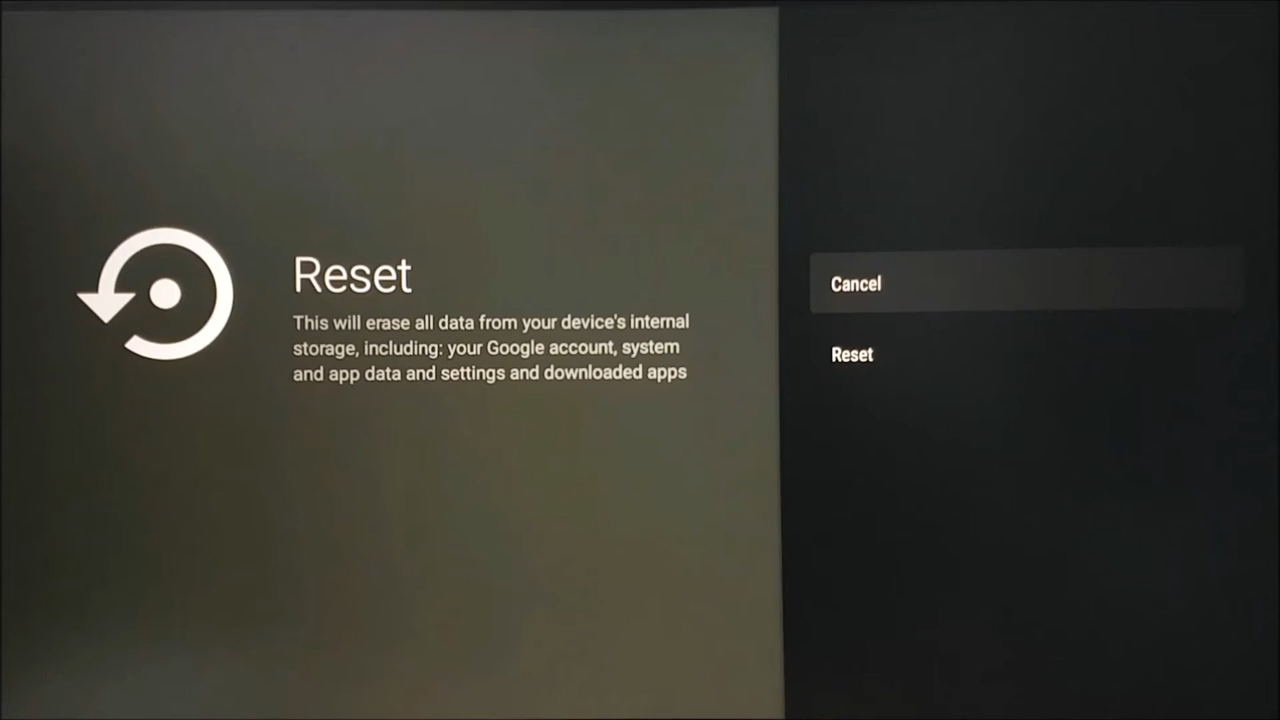 Reset
This will erase all data from your device's internal
storage, including: your Google account, system
and app data and settings and downloaded apps
Cancel
Reset